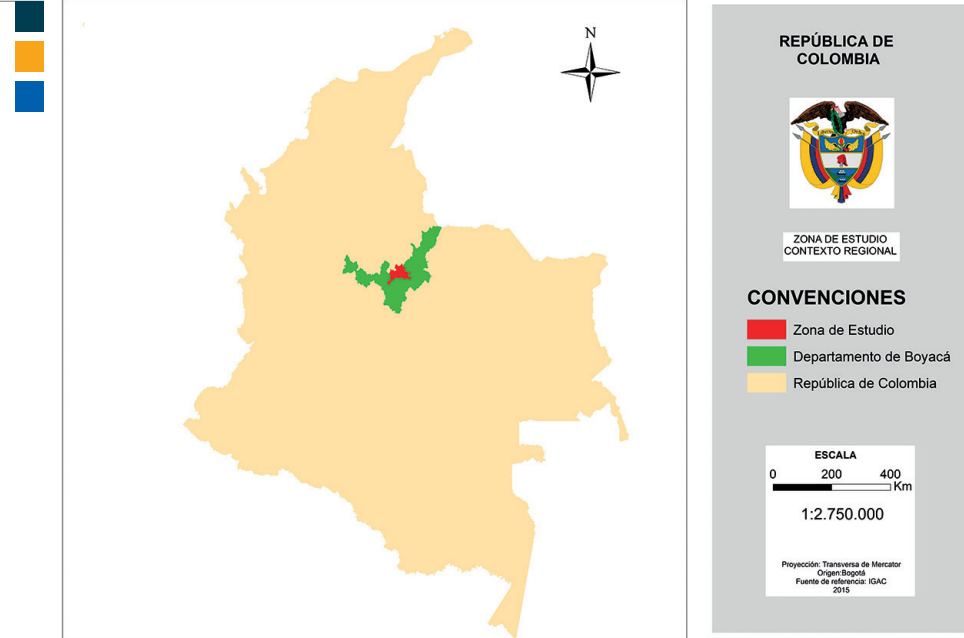 N
REPÚBLICA DE
COLOMBIA
ZONA DE ESTUDIO
CONTEXTO REGIONAL
CONVENCIONES
Zona de Estudio
Departamento de Boyacá
República de Colombia
ESCALA
0 200 400
Km
1:2.750.000
Proyección: Transversa de Mercator
Origen:Bogotá
Fuente de referencia: IGAC
2015